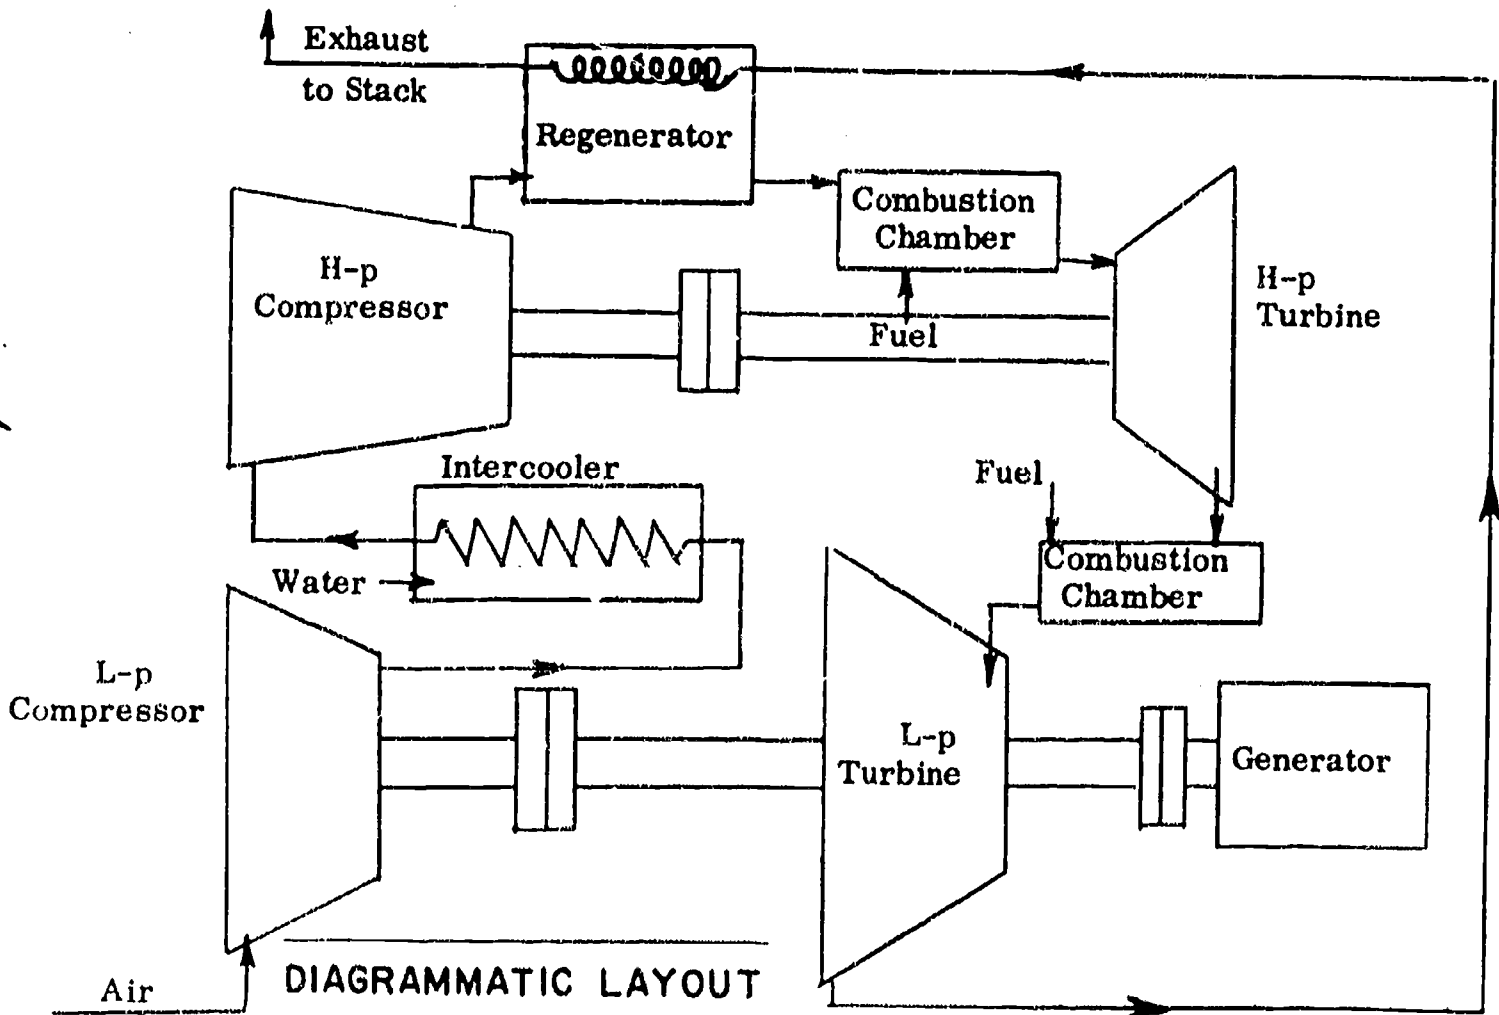 Exhaust
to Stack
Regenerator
Combustion
Chamber
H-p
Compressor
H-p
Turbine
Fuel
Intercooler
Fuel
Water
Combustion
Chamber
L-p
Compressor
L-p
Turbine
Generator
Air
DIAGRAMMATIC LAYOUT